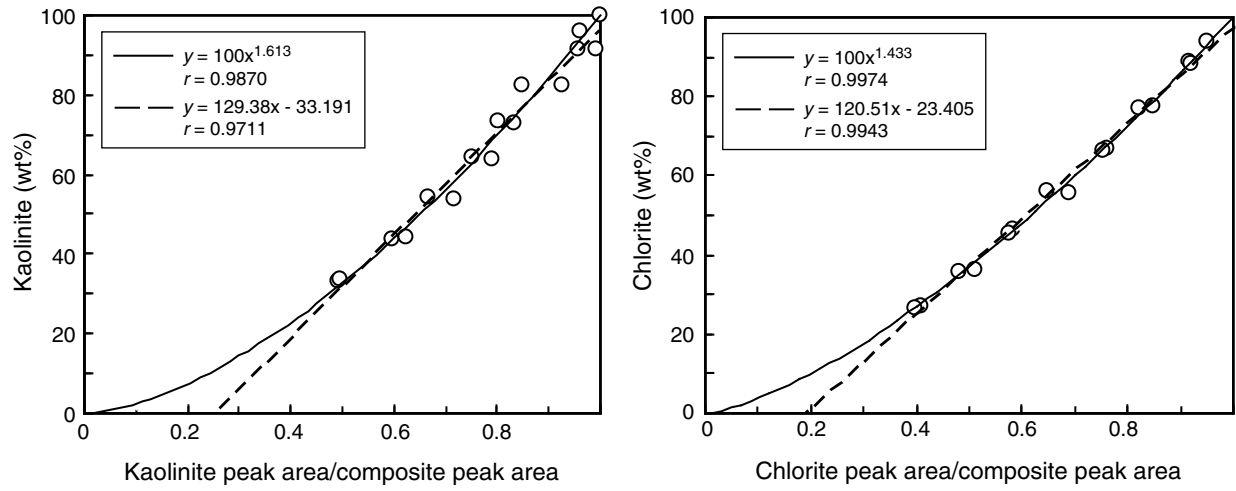 100
80
60
40
20
0
Kaolinite (wt%)
y = 100x^1.613
r = 0.9870
y = 129.38x - 33.191
r = 0.9711
0 0.2 0.4 0.6 0.8
Kaolinite peak area/composite peak area
100
80
60
40
20
0
Chlorite (wt%)
y = 100x^1.433
r = 0.9974
y = 120.51x - 23.405
r = 0.9943
0 0.2 0.4 0.6 0.8
Chlorite peak area/composite peak area